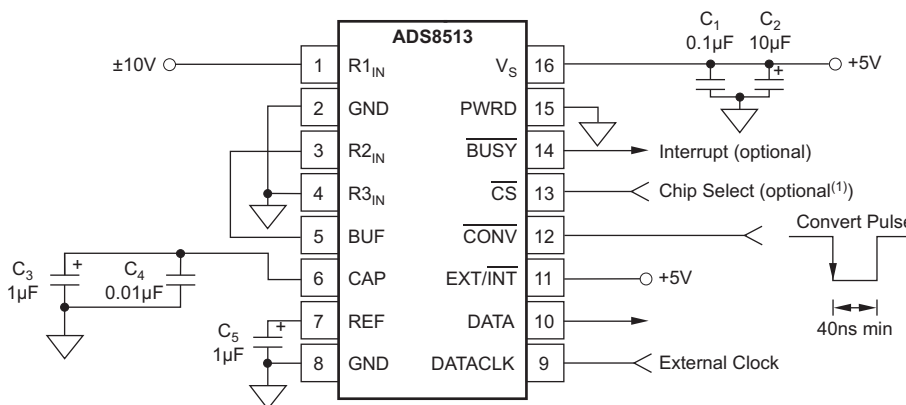 ADS8513
±10V
1 R1IN
2 GND
3 R2IN
4 R3IN
5 BUF
6 CAP
7 REF
8 GND
VS 16
PWRD 15
BUSY 14
CS 13
CONV 12
EXT/INT 11
DATA 10
DATACLK 9
C1
0.1µF
C2
10µF
+
+5V
Interrupt (optional)
Chip Select (optional(1))
Convert Pulse
40ns min
+5V
External Clock
C3
1µF
+
C4
0.01µF
C5
1µF
+